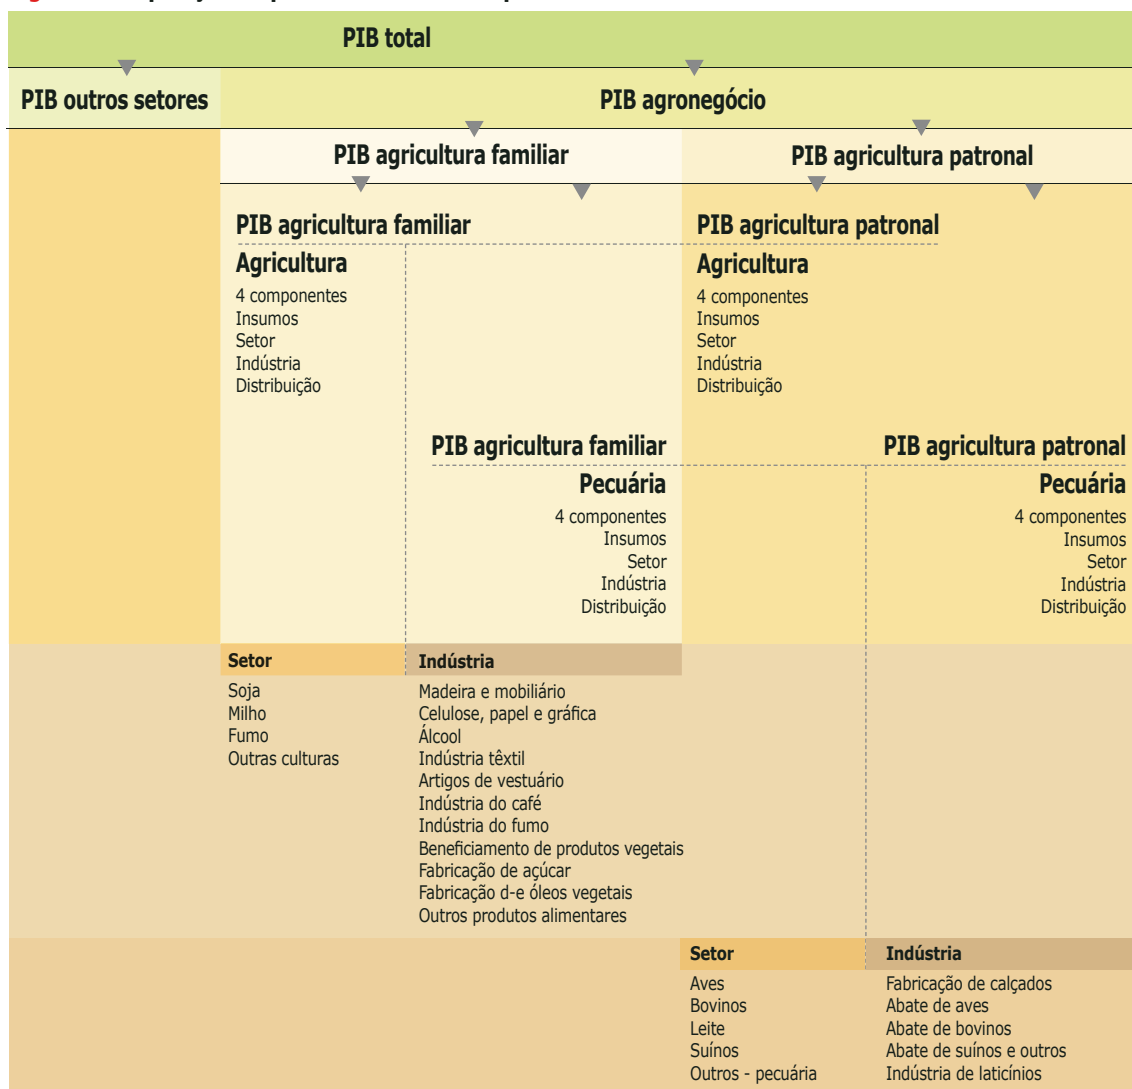 PIB total
PIB outros setores
PIB agronegócio
PIB agricultura familiar
PIB agricultura patronal
PIB agricultura familiar
PIB agricultura patronal
Agricultura
4 componentes
Insumos
Setor
Indústria
Distribuição
Agricultura
4 componentes
Insumos
Setor
Indústria
Distribuição
PIB agricultura familiar
Pecuária
4 componentes
Insumos
Setor
Indústria
Distribuição
PIB agricultura patronal
Pecuária
4 componentes
Insumos
Setor
Indústria
Distribuição
Setor
Soja
Milho
Fumo
Outras culturas
Indústria
Madeira e mobiliário
Celulose, papel e gráfica
Álcool
Indústria têxtil
Artigos de vestuário
Indústria do café
Indústria do fumo
Beneficiamento de produtos vegetais
Fabricação de açúcar
Fabricação d-e óleos vegetais
Outros produtos alimentares
Setor
Aves
Bovinos
Leite
Suínos
Outros - pecuária
Indústria
Fabricação de calçados
Abate de aves
Abate de bovinos
Abate de suínos e outros
Indústria de laticínios